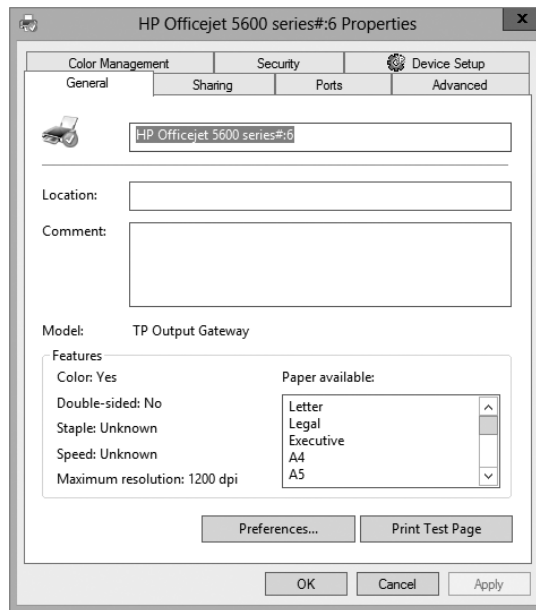 HP Officejet 5600 series#:6 Properties
x
Color Management Security Device Setup
General Sharing Ports Advanced
HP Officejet 5600 series#:6
Location:
Comment:
Model: TP Output Gateway
Features
Color: Yes
Double-sided: No
Staple: Unknown
Speed: Unknown
Maximum resolution: 1200 dpi
Paper available:
Letter
Legal
Executive
A4
A5
Preferences... Print Test Page
OK Cancel Apply